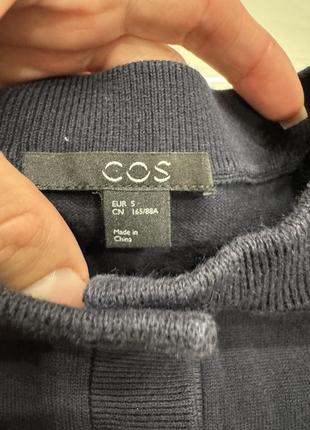 COS
EUR S
CN 165/88A
Made in
China